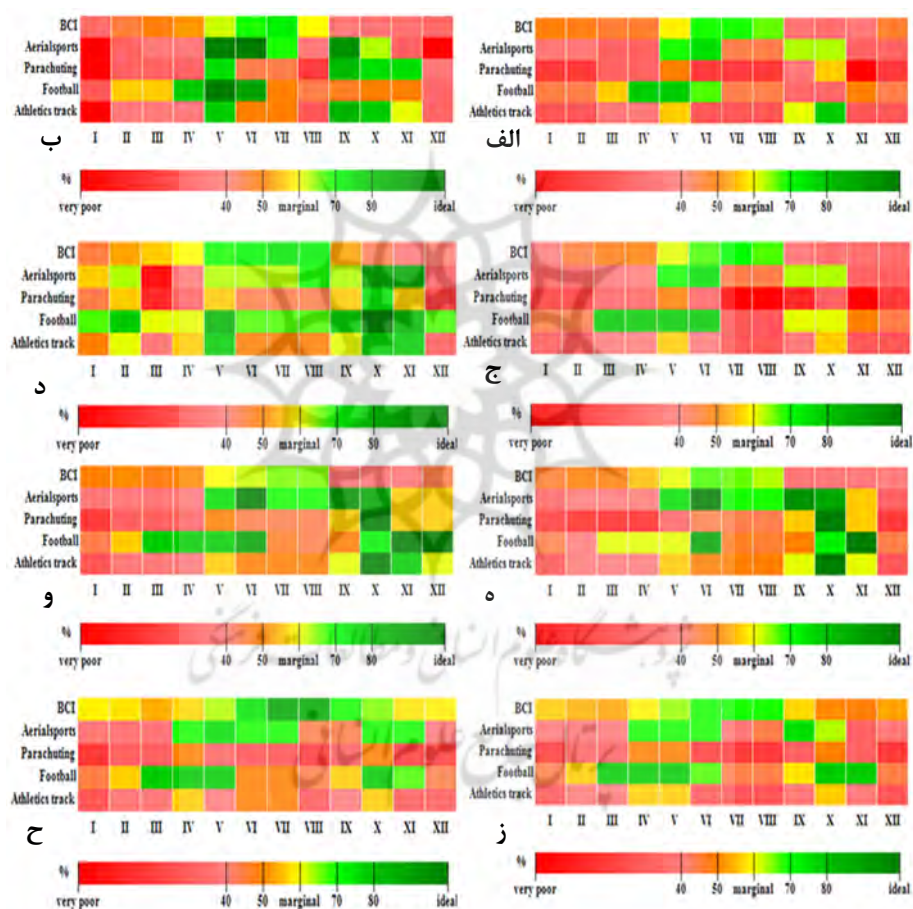 BCI
Aerialsports
Parachuting
Football
Athletics track
I II III IV V VI VII VIII IX X XI XII
ب
%
very poor 40 50 marginal 70 80 ideal
BCI
Aerialsports
Parachuting
Football
Athletics track
I II III IV V VI VII VIII IX X XI XII
الف
%
very poor 40 50 marginal 70 80 ideal
BCI
Aerialsports
Parachuting
Football
Athletics track
I II III IV V VI VII VIII IX X XI XII
د
%
very poor 40 50 marginal 70 80 ideal
BCI
Aerialsports
Parachuting
Football
Athletics track
I II III IV V VI VII VIII IX X XI XII
ج
%
very poor 40 50 marginal 70 80 ideal
BCI
Aerialsports
Parachuting
Football
Athletics track
I II III IV V VI VII VIII IX X XI XII
و
%
very poor 40 50 marginal 70 80 ideal
BCI
Aerialsports
Parachuting
Football
Athletics track
I II III IV V VI VII VIII IX X XI XII
ه
%
very poor 40 50 marginal 70 80 ideal
پژوهشگاه علوم انسانی و مطالعات فرهنگی
پرتال جامع علوم انسانی
BCI
Aerialsports
Parachuting
Football
Athletics track
I II III IV V VI VII VIII IX X XI XII
ح
%
very poor 40 50 marginal 70 80 ideal
BCI
Aerialsports
Parachuting
Football
Athletics track
I II III IV V VI VII VIII IX X XI XII
ز
%
very poor 40 50 marginal 70 80 ideal